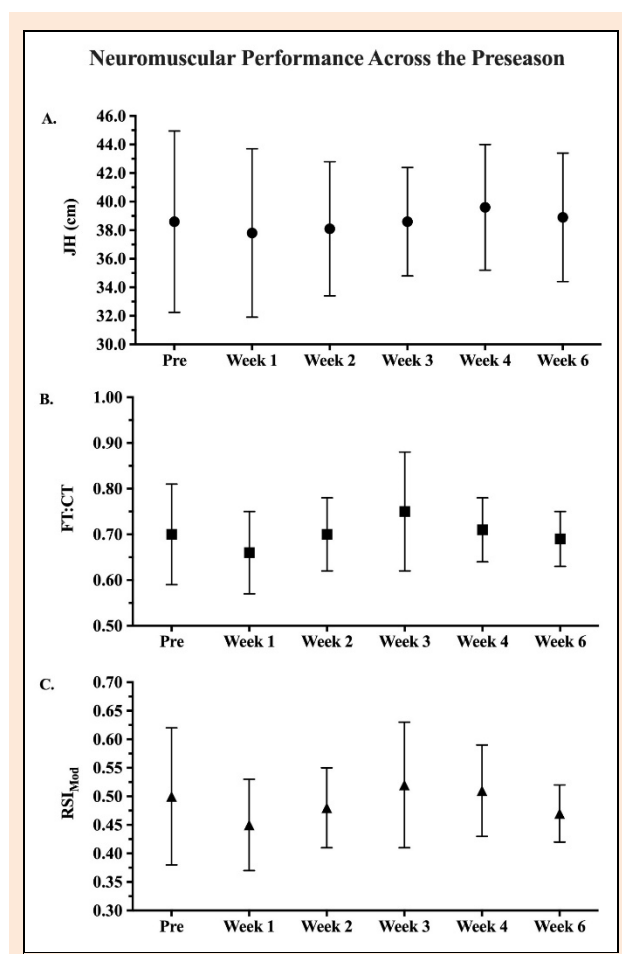 Neuromuscular Performance Across the Preseason
A.
JH (cm)
46.0
44.0
42.0
40.0
38.0
36.0
34.0
32.0
30.0
Pre Week 1 Week 2 Week 3 Week 4 Week 6
B.
FT:CT
1.00
0.90
0.80
0.70
0.60
0.50
Pre Week 1 Week 2 Week 3 Week 4 Week 6
C.
RSIMod
0.70
0.65
0.60
0.55
0.50
0.45
0.40
0.35
0.30
Pre Week 1 Week 2 Week 3 Week 4 Week 6